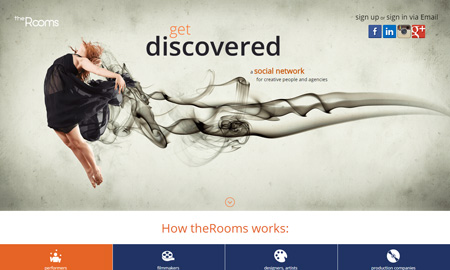 the Rooms
sign up or sign in via Email
get
discovered
a social network
for creative people and agencies
How theRooms works:
performers
filmmakers
designers, artists
production companies